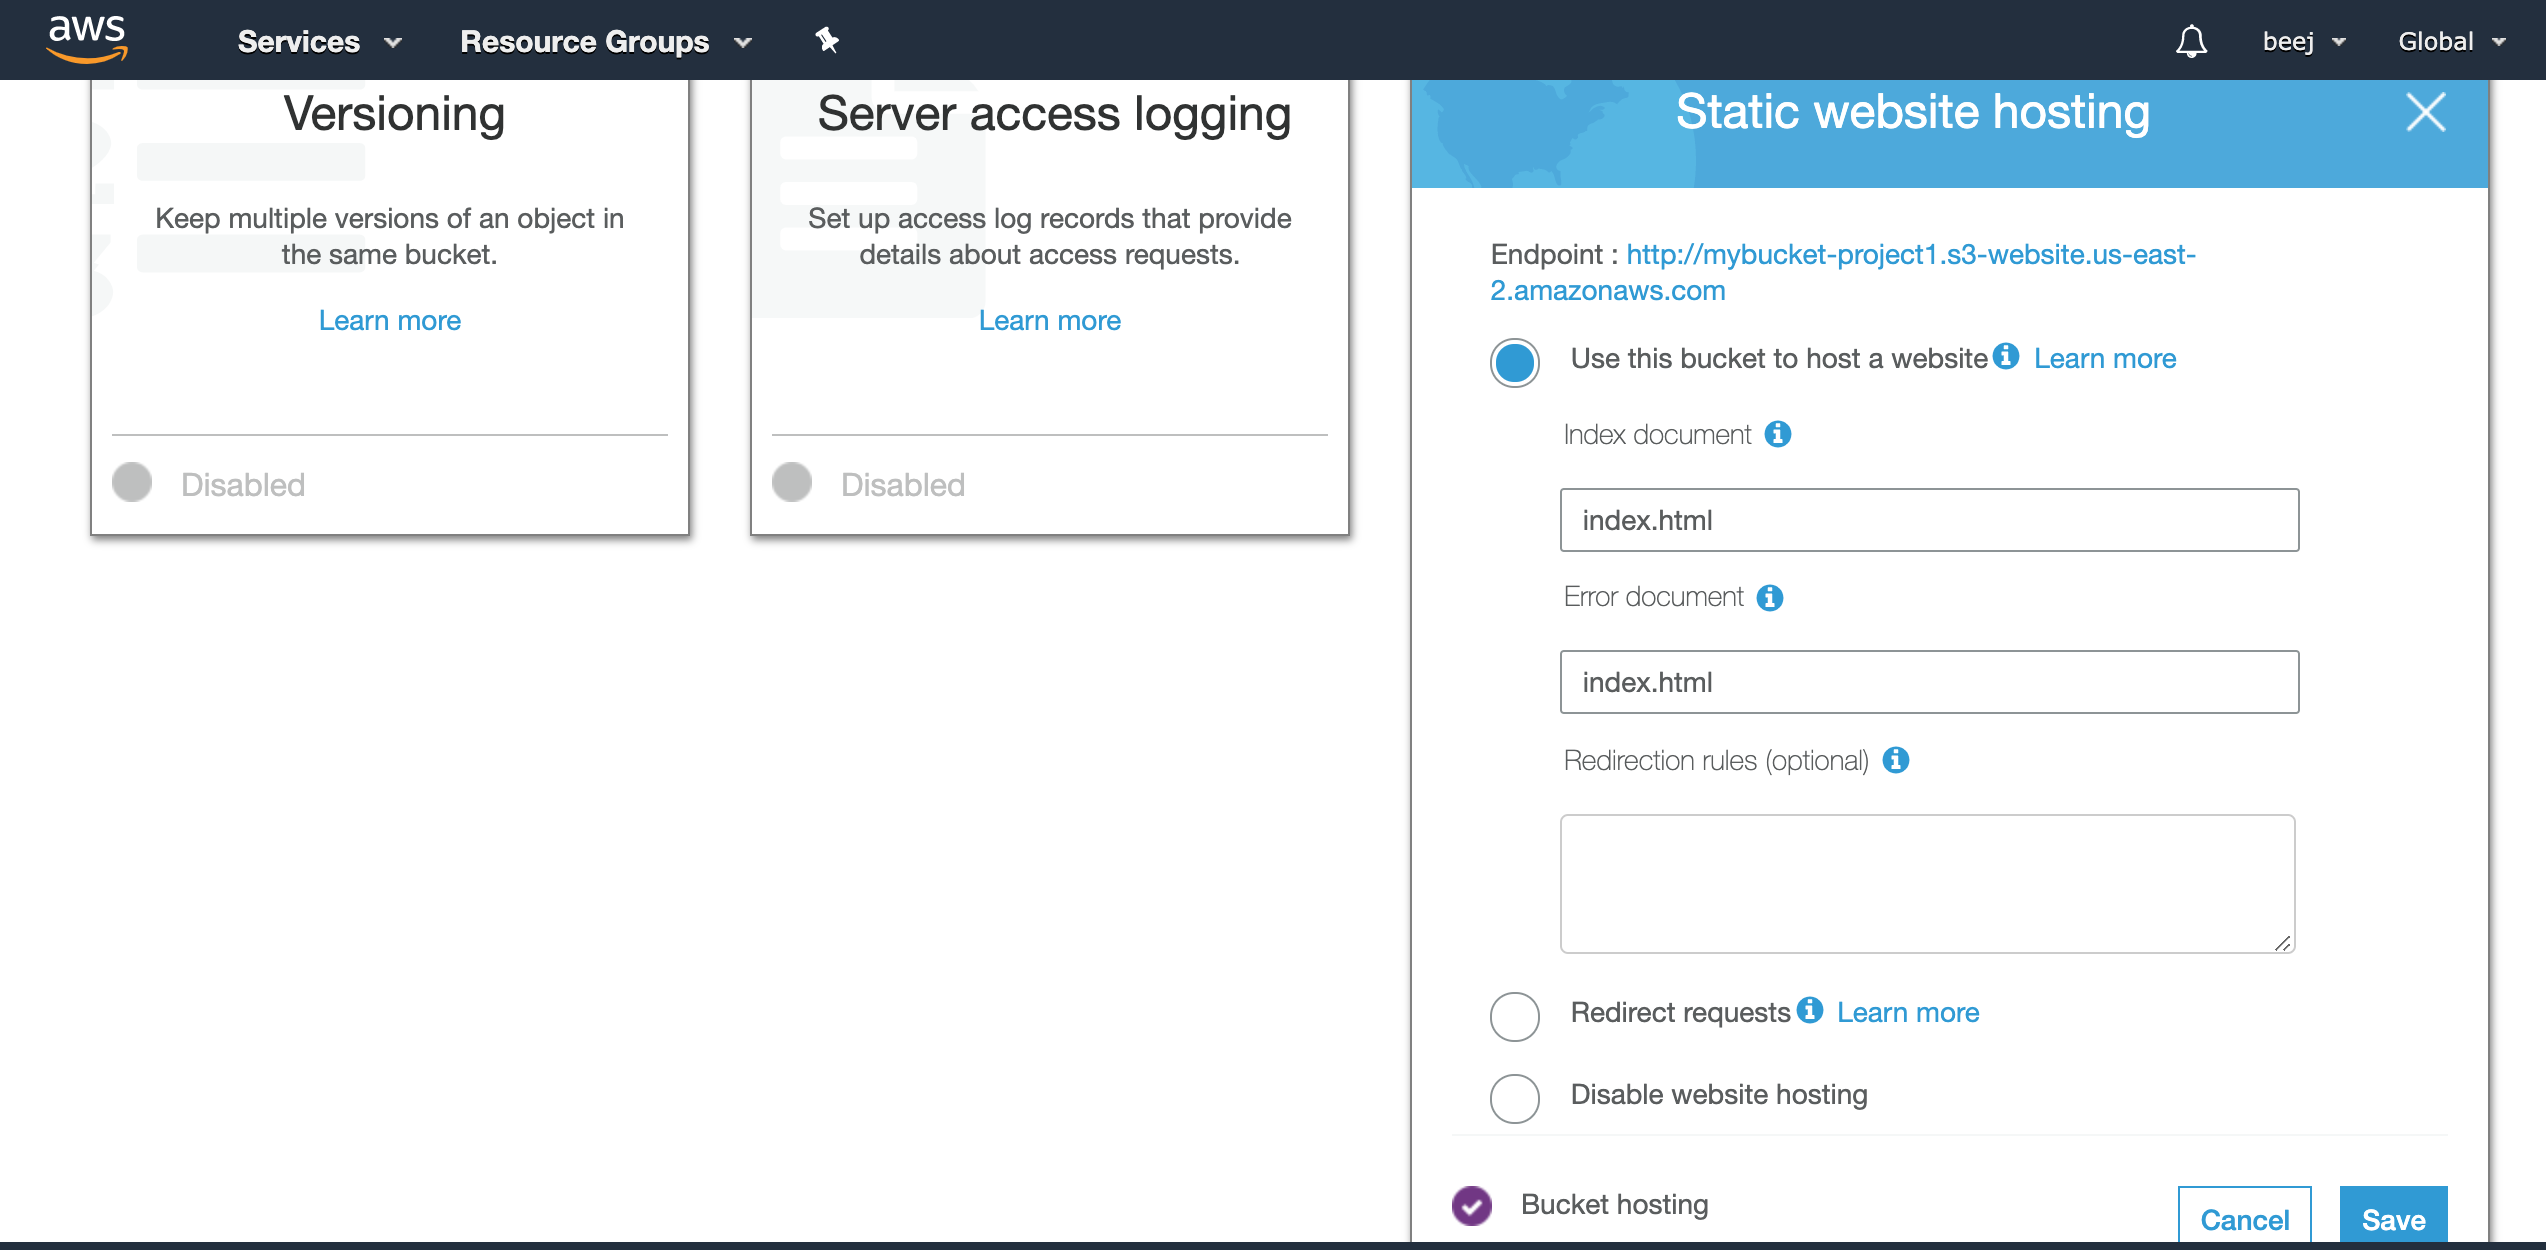 aws
Services
Resource Groups
beej
Global
Versioning
Keep multiple versions of an object in
the same bucket.
Learn more
Disabled
Server access logging
Set up access log records that provide
details about access requests.
Learn more
Disabled
Static website hosting
Endpoint : http://mybucket-project1.s3-website.us-east-
2.amazonaws.com
Use this bucket to host a website Learn more
Index document
index.html
Error document
index.html
Redirection rules (optional)
Redirect requests Learn more
Disable website hosting
Bucket hosting
Cancel
Save